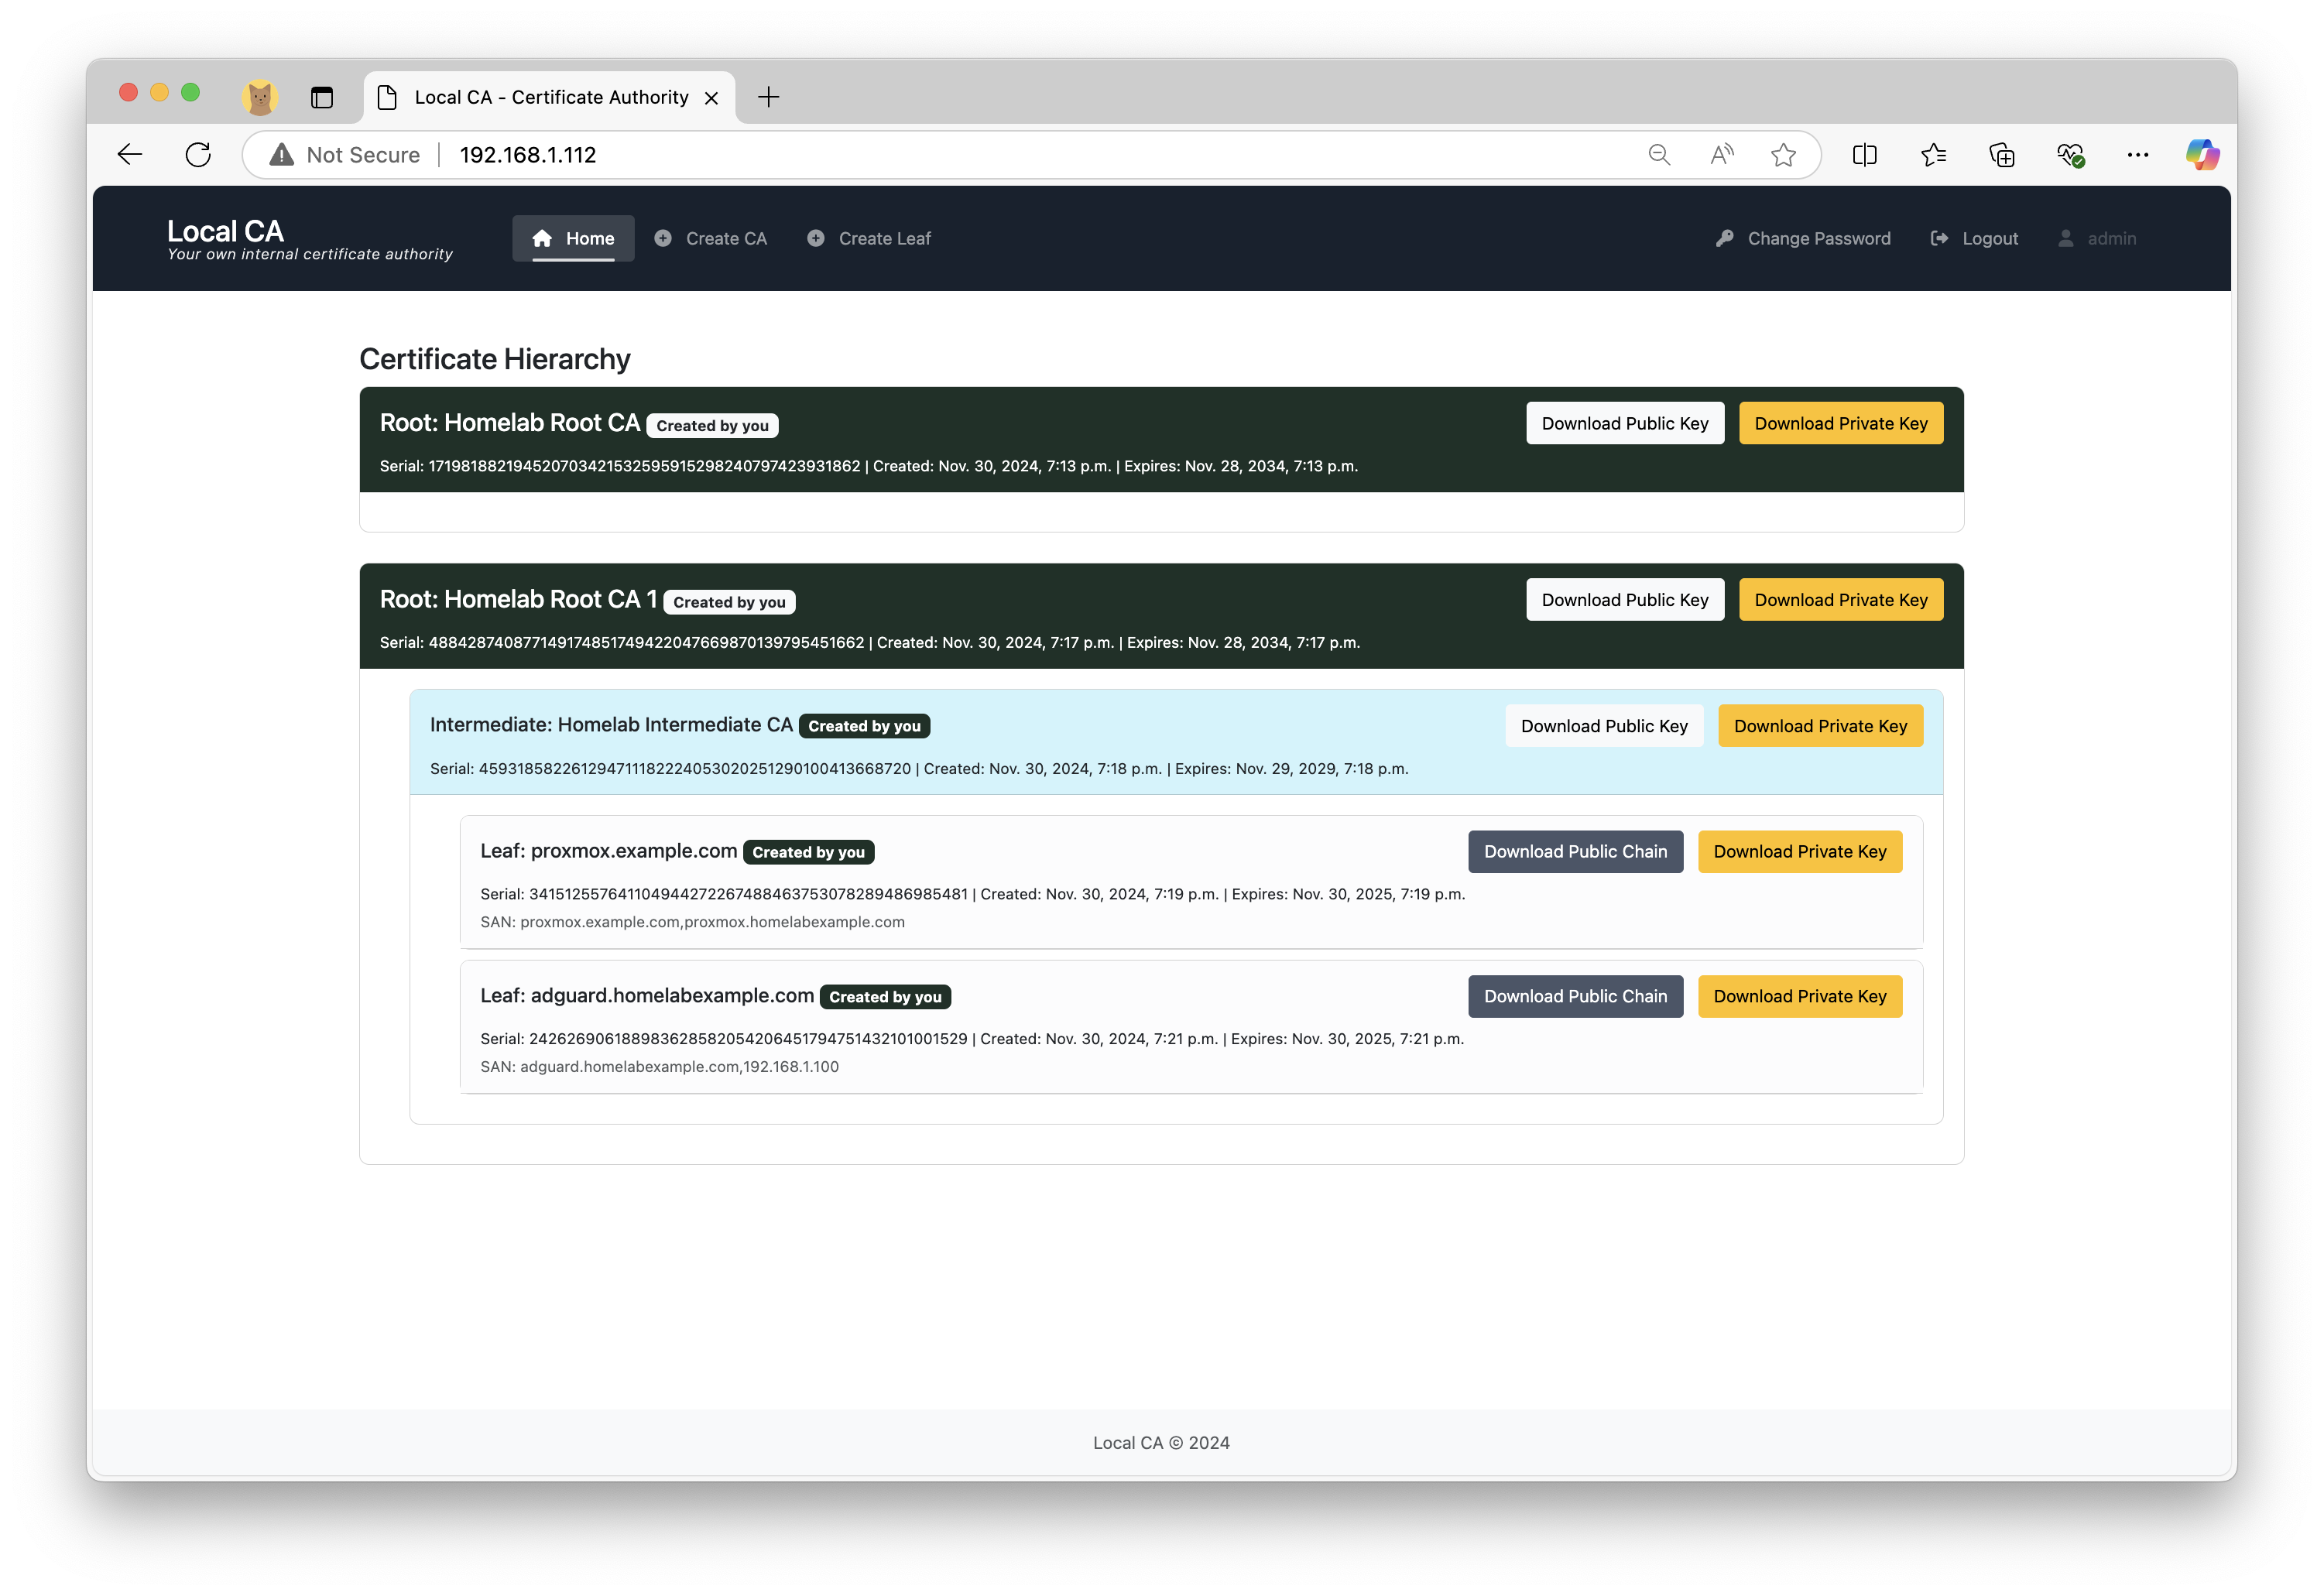 Local CA - Certificate Authority
Not Secure | 192.168.1.112
Local CA
Your own internal certificate authority
Home
Create CA
Create Leaf
Change Password
Logout
admin
Certificate Hierarchy
Root: Homelab Root CA Created by you
Download Public Key
Download Private Key
Serial: 171981882194520703421532595915298240797423931862 | Created: Nov. 30, 2024, 7:13 p.m. | Expires: Nov. 28, 2034, 7:13 p.m.
Root: Homelab Root CA 1 Created by you
Download Public Key
Download Private Key
Serial: 488428740877149174851749422047669870139795451662 | Created: Nov. 30, 2024, 7:17 p.m. | Expires: Nov. 28, 2034, 7:17 p.m.
Intermediate: Homelab Intermediate CA Created by you
Download Public Key
Download Private Key
Serial: 459318582261294711182224053020251290100413668720 | Created: Nov. 30, 2024, 7:18 p.m. | Expires: Nov. 29, 2029, 7:18 p.m.
Leaf: proxmox.example.com Created by you
Download Public Chain
Download Private Key
Serial: 341512557641104944272267488463753078289486985481 | Created: Nov. 30, 2024, 7:19 p.m. | Expires: Nov. 30, 2025, 7:19 p.m.
SAN: proxmox.example.com,proxmox.homelabexample.com
Leaf: adguard.homelabexample.com Created by you
Download Public Chain
Download Private Key
Serial: 242626906188983628582054206451794751432101001529 | Created: Nov. 30, 2024, 7:21 p.m. | Expires: Nov. 30, 2025, 7:21 p.m.
SAN: adguard.homelabexample.com,192.168.1.100
Local CA © 2024